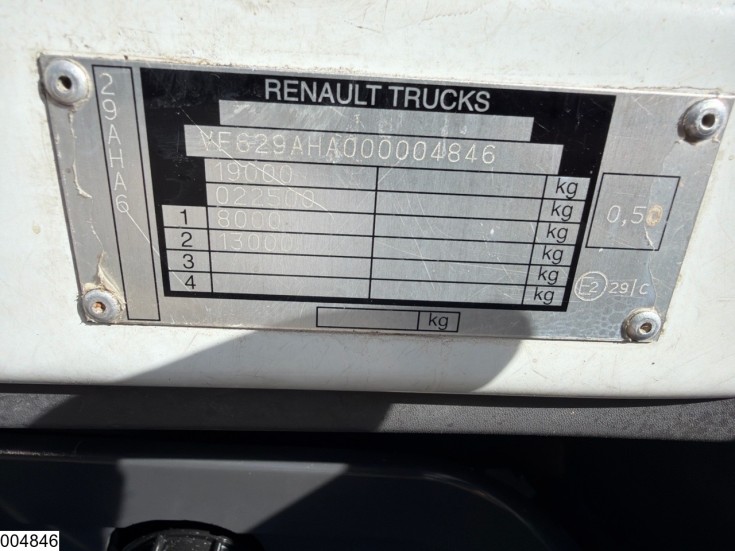 29AHA6
RENAULT TRUCKS
VF629AHA000004846
19000 kg
022500 kg
1 8000 kg
2 13000 kg
3 kg
4 kg
0,50
E2 29/C
kg
004846